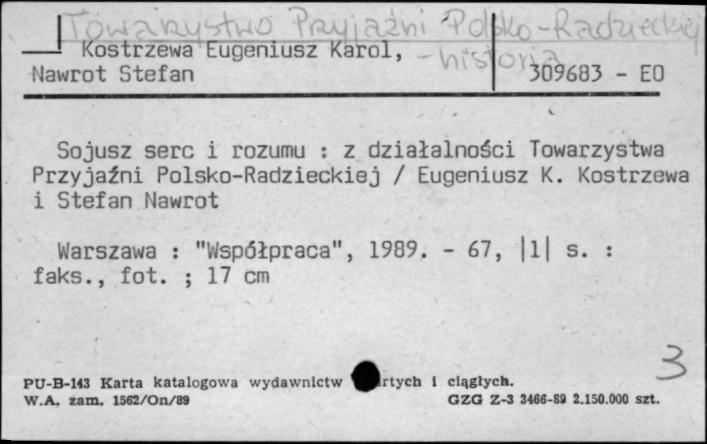 Towarzystwo Przyjaźni Polsko-Radzieckiej
- historia
Kostrzewa Eugeniusz Karol,
Nawrot Stefan
309683 - EO
Sojusz serc i rozumu : z działalności Towarzystwa
Przyjaźni Polsko-Radzieckiej / Eugeniusz K. Kostrzewa
i Stefan Nawrot
Warszawa : "Współpraca", 1989. - 67, |1| s. :
faks., fot. ; 17 cm
3
PU-B-143 Karta katalogowa wydawnictw rtych i ciągłych.
W.A. zam. 1562/On/89 GZG Z-3 3466-89 2.150.000 szt.